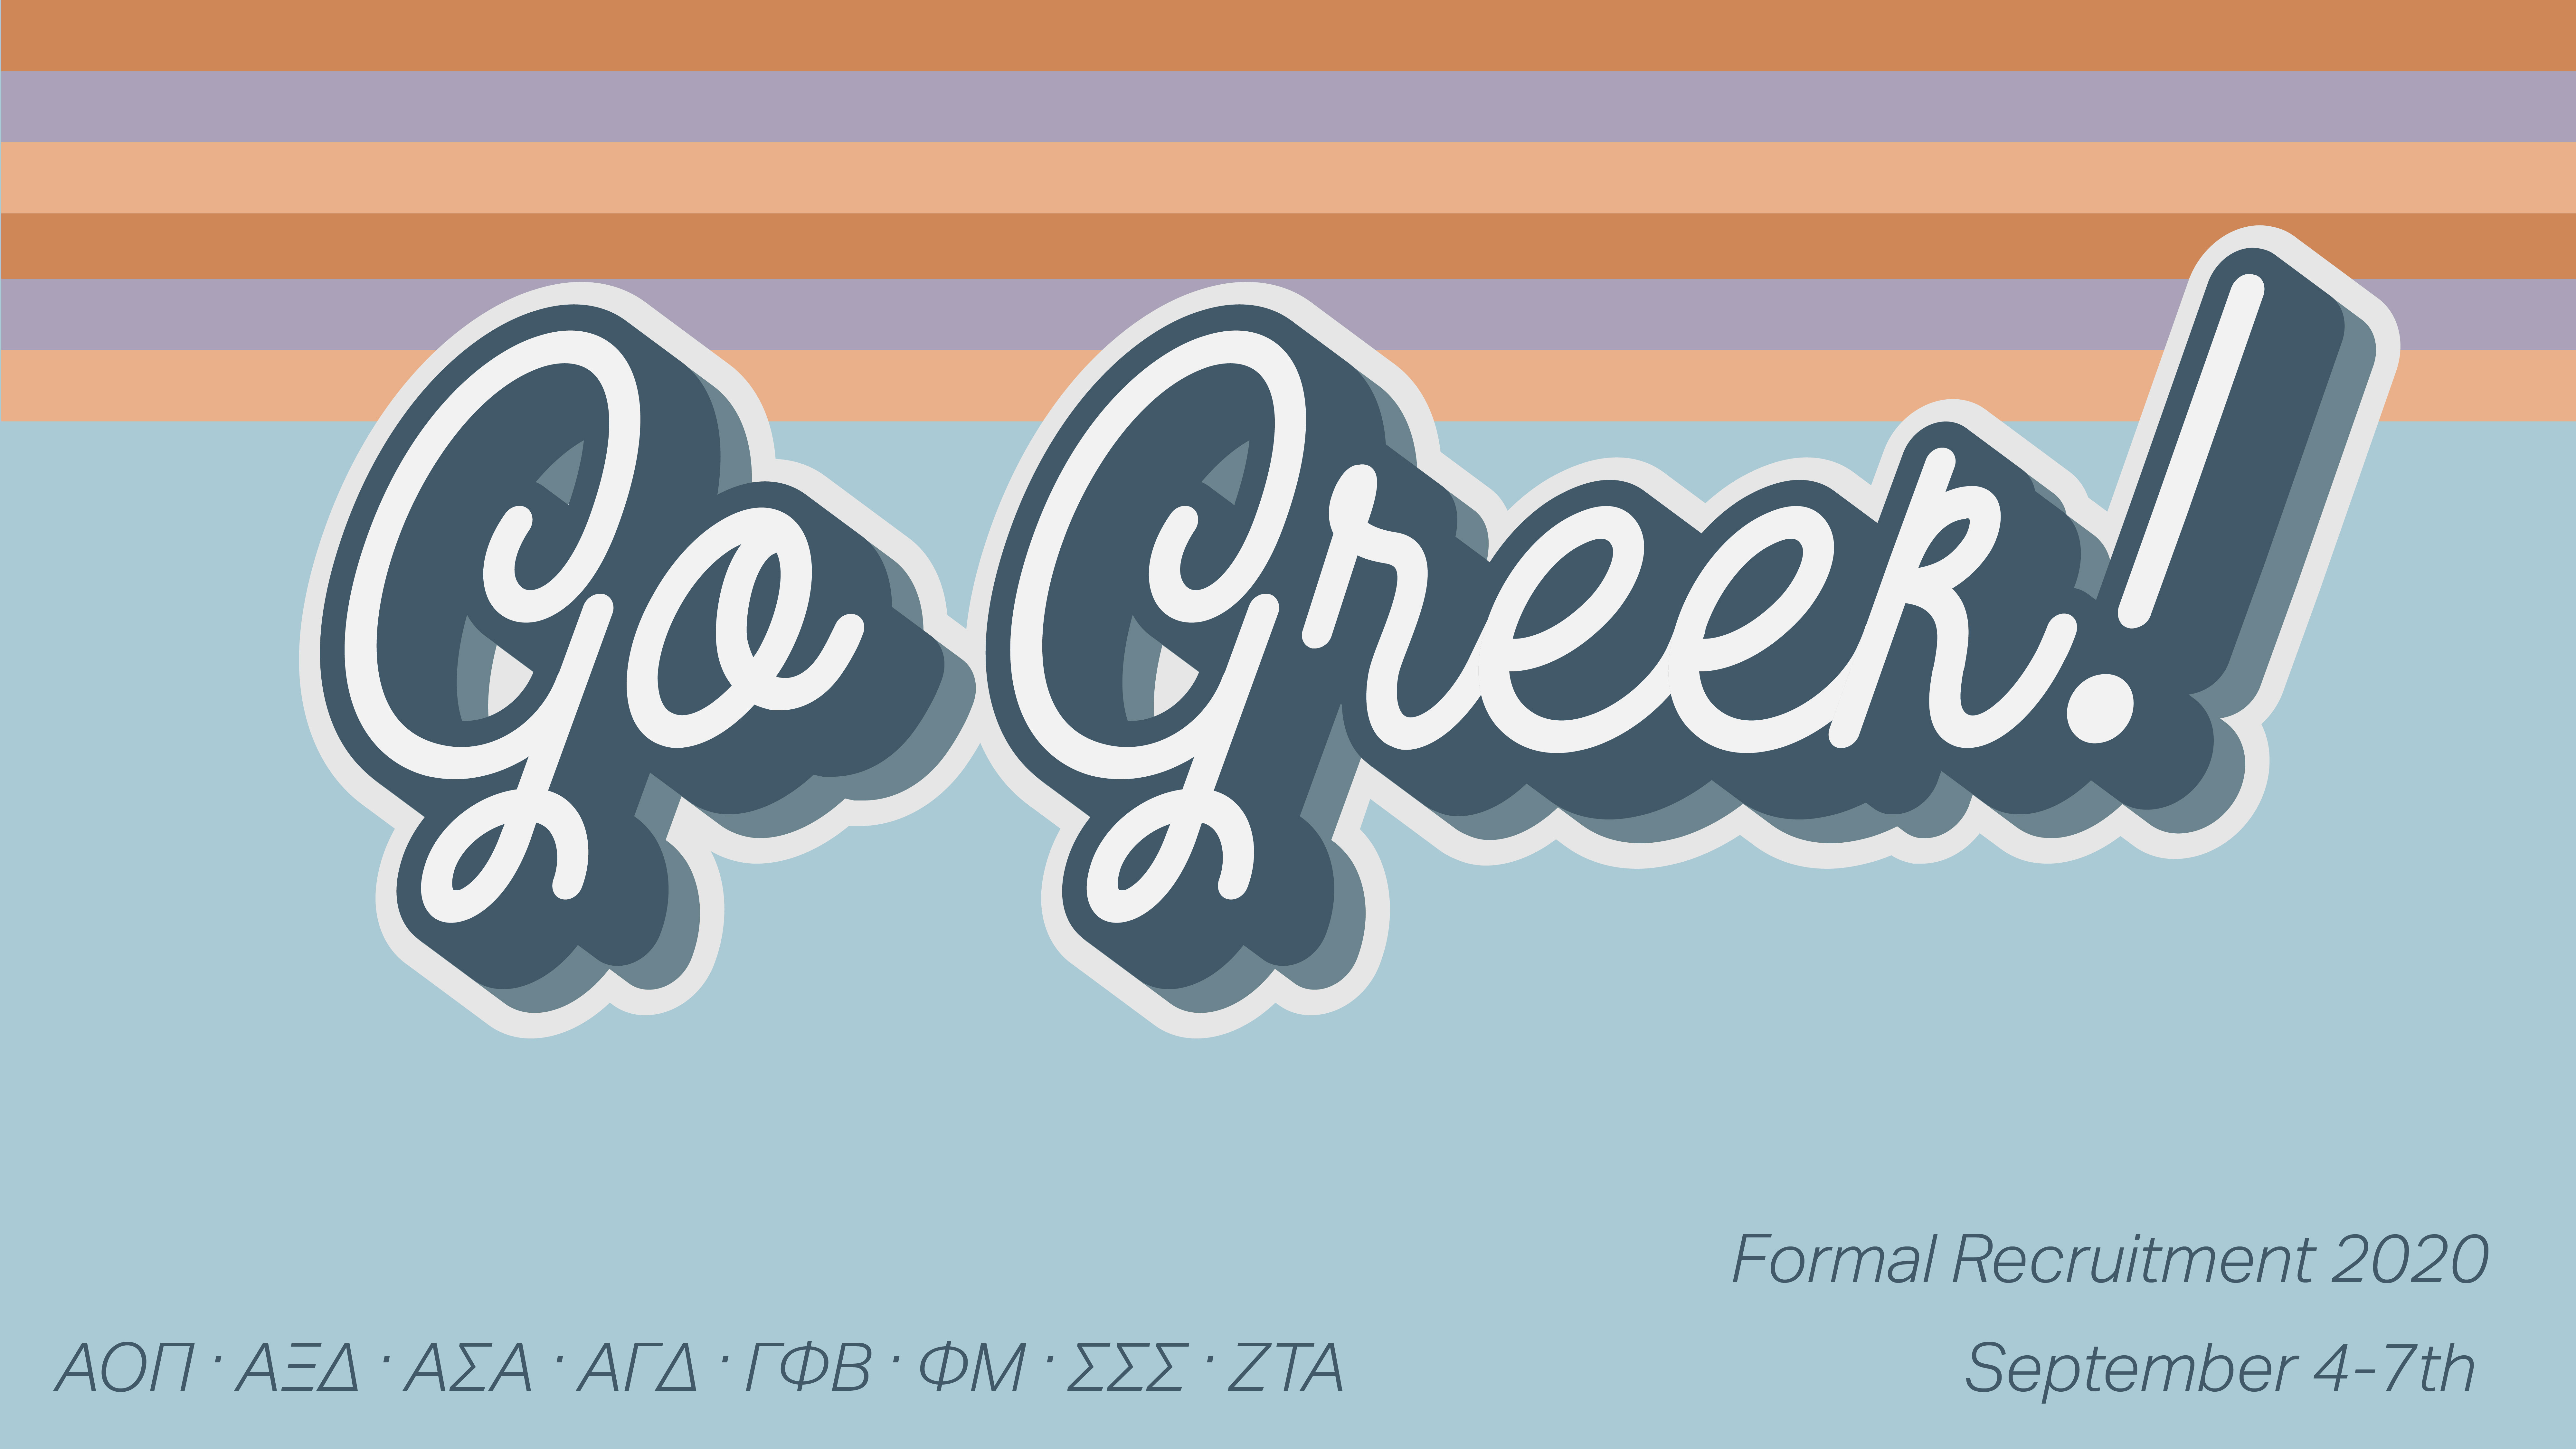 Go Greek!
Formal Recruitment 2020
ΑΟΠ · ΑΞΔ · ΑΣΑ · ΑΓΔ · ΓΦΒ · ΦΜ · ΣΣΣ · ΖΤΑ
September 4-7th